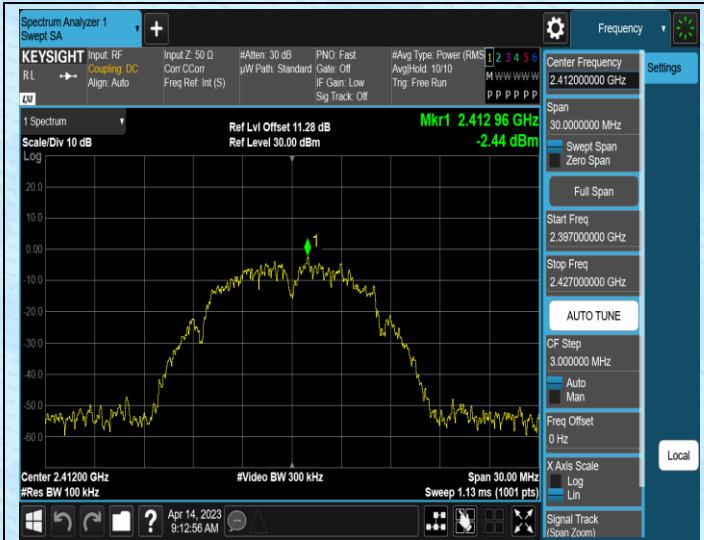 Spectrum Analyzer 1
Swept SA
+
Frequency
KEYSIGHT
RL
LXI
Input: RF
Coupling: DC
Align: Auto
Input Z: 50 Ω
Corr CCorr
Freq Ref: Int (S)
#Atten: 30 dB
µW Path: Standard
PNO: Fast
Gate: Off
IF Gain: Low
Sig Track: Off
#Avg Type: Power (RMS
Avg|Hold: 10/10
Trig: Free Run
1 2 3 4 5 6
M W W W W W
P P P P P P
1 Spectrum
Scale/Div 10 dB
Log
Ref Lvl Offset 11.28 dB
Ref Level 30.00 dBm
Mkr1 2.412 96 GHz
-2.44 dBm
20.0
10.0
0.00
-10.0
-20.0
-30.0
-40.0
-50.0
-60.0
1
Center 2.41200 GHz
#Res BW 100 kHz
#Video BW 300 kHz
Span 30.00 MHz
Sweep 1.13 ms (1001 pts)
Center Frequency
2.412000000 GHz
Settings
Span
30.0000000 MHz
Swept Span
Zero Span
Full Span
Start Freq
2.397000000 GHz
Stop Freq
2.427000000 GHz
AUTO TUNE
CF Step
3.000000 MHz
Auto
Man
Freq Offset
0 Hz
X Axis Scale
Log
Lin
Local
Signal Track
(Span Zoom)
?
Apr 14, 2023
9:12:56 AM